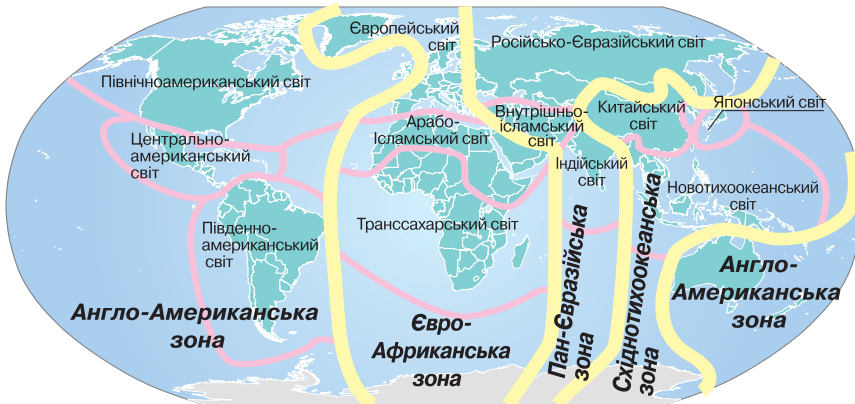 Європейський
світ
Російсько-Євразійський світ
Північноамериканський світ
Внутрішньо-
ісламський
світ
Китайський
світ
Японський світ
Арабо-
Ісламський світ
Центрально-
американський
світ
Індійський
світ
Новотихоокеанський
світ
Транссахарський світ
Південно-
американський
світ
Англо-Американська
зона
Євро-
Африканська
зона
Пан-Євразійська
зона
Східнотихоокеанська
зона
Англо-
Американська
зона